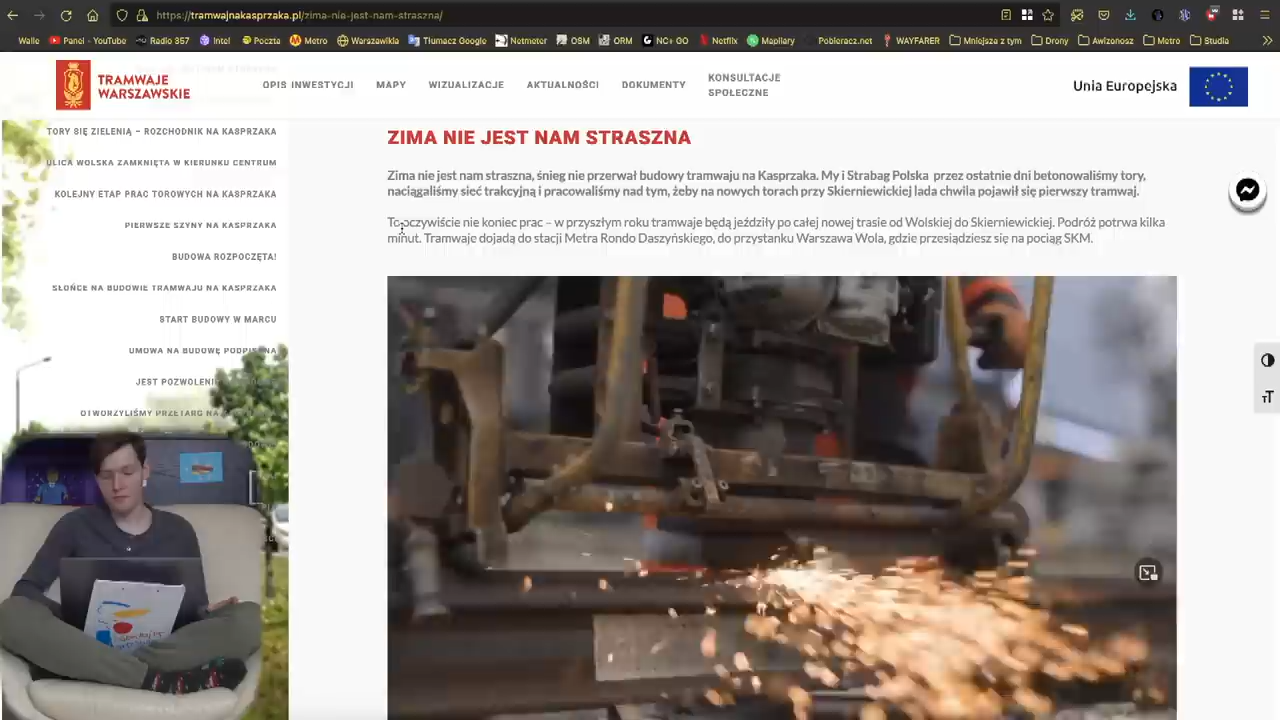 https://tramwajnakasprzaka.pl/zima-nie-jest-nam-straszna/
Walle
Panel - YouTube
Radio 357
Intel
Poczta
Metro
Warszawikia
Tłumacz Google
Netmeter
OSM
ORM
NC+ GO
Netflix
Mapilary
Pobieracz.net
WAYFARER
Mniejsza z tym
Drony
Awizonosz
Metro
Studia
TRAMWAJE
WARSZAWSKIE
OPIS INWESTYCJI
MAPY
WIZUALIZACJE
AKTUALNOŚCI
DOKUMENTY
KONSULTACJE
SPOŁECZNE
Unia Europejska
TORY SIĘ ZIELENIĄ – ROZCHODNIK NA KASPRZAKA
ULICA WOLSKA ZAMKNIĘTA W KIERUNKU CENTRUM
KOLEJNY ETAP PRAC TOROWYCH NA KASPRZAKA
PIERWSZE SZYNY NA KASPRZAKA
BUDOWA ROZPOCZĘTA!
SŁOŃCE NA BUDOWIE TRAMWAJU NA KASPRZAKA
START BUDOWY W MARCU
UMOWA NA BUDOWĘ PODPISANA
JEST POZWOLENIE
OTWORZYLIŚMY PRZETARG NA
ZIMA NIE JEST NAM STRASZNA
Zima nie jest nam straszna, śnieg nie przerwał budowy tramwaju na Kasprzaka. My i Strabag Polska przez ostatnie dni betonowaliśmy tory,
naciągaliśmy sieć trakcyjną i pracowaliśmy nad tym, żeby na nowych torach przy Skierniewickiej lada chwila pojawił się pierwszy tramwaj.
To oczywiście nie koniec prac – w przyszłym roku tramwaje będą jeździły po całej nowej trasie od Wolskiej do Skierniewickiej. Podróż potrwa kilka
minut. Tramwaje dojadą do stacji Metra Rondo Daszyńskiego, do przystanku Warszawa Wola, gdzie przesiądziesz się na pociąg SKM.